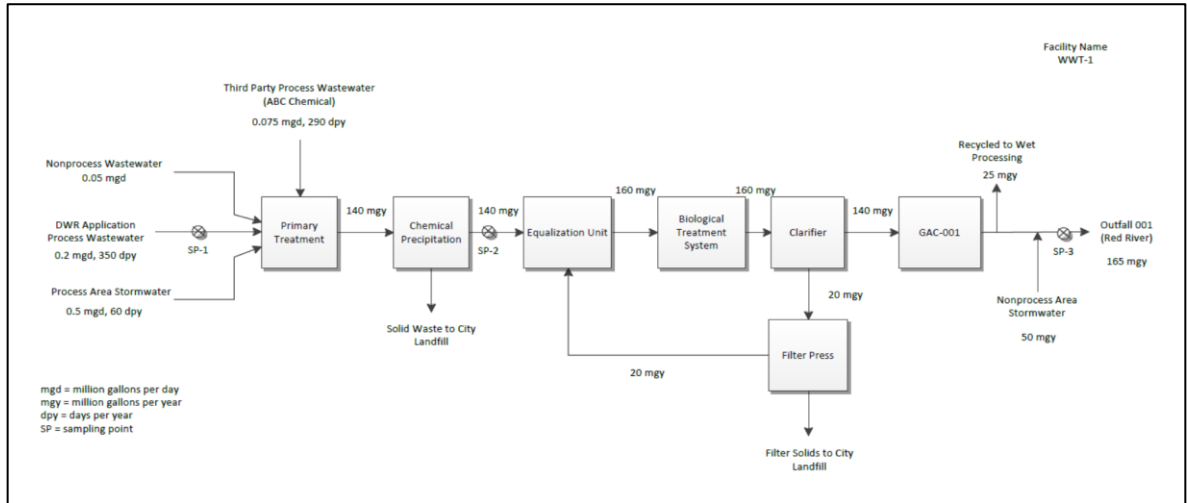 Facility Name
WWT-1
Third Party Process Wastewater
(ABC Chemical)
0.075 mgd, 290 dpy
Nonprocess Wastewater
0.05 mgd
DWR Application
Process Wastewater
0.2 mgd, 350 dpy
SP-1
Process Area Stormwater
0.5 mgd, 60 dpy
Primary
Treatment
140 mgy
Chemical
Precipitation
Solid Waste to City
Landfill
140 mgy
SP-2
Equalization Unit
160 mgy
Biological
Treatment
System
160 mgy
Clarifier
140 mgy
GAC-001
Recycled to Wet
Processing
25 mgy
SP-3
Outfall 001
(Red River)
165 mgy
Nonprocess Area
Stormwater
50 mgy
20 mgy
Filter Press
20 mgy
Filter Solids to City
Landfill
mgd = million gallons per day
mgy = million gallons per year
dpy = days per year
SP = sampling point